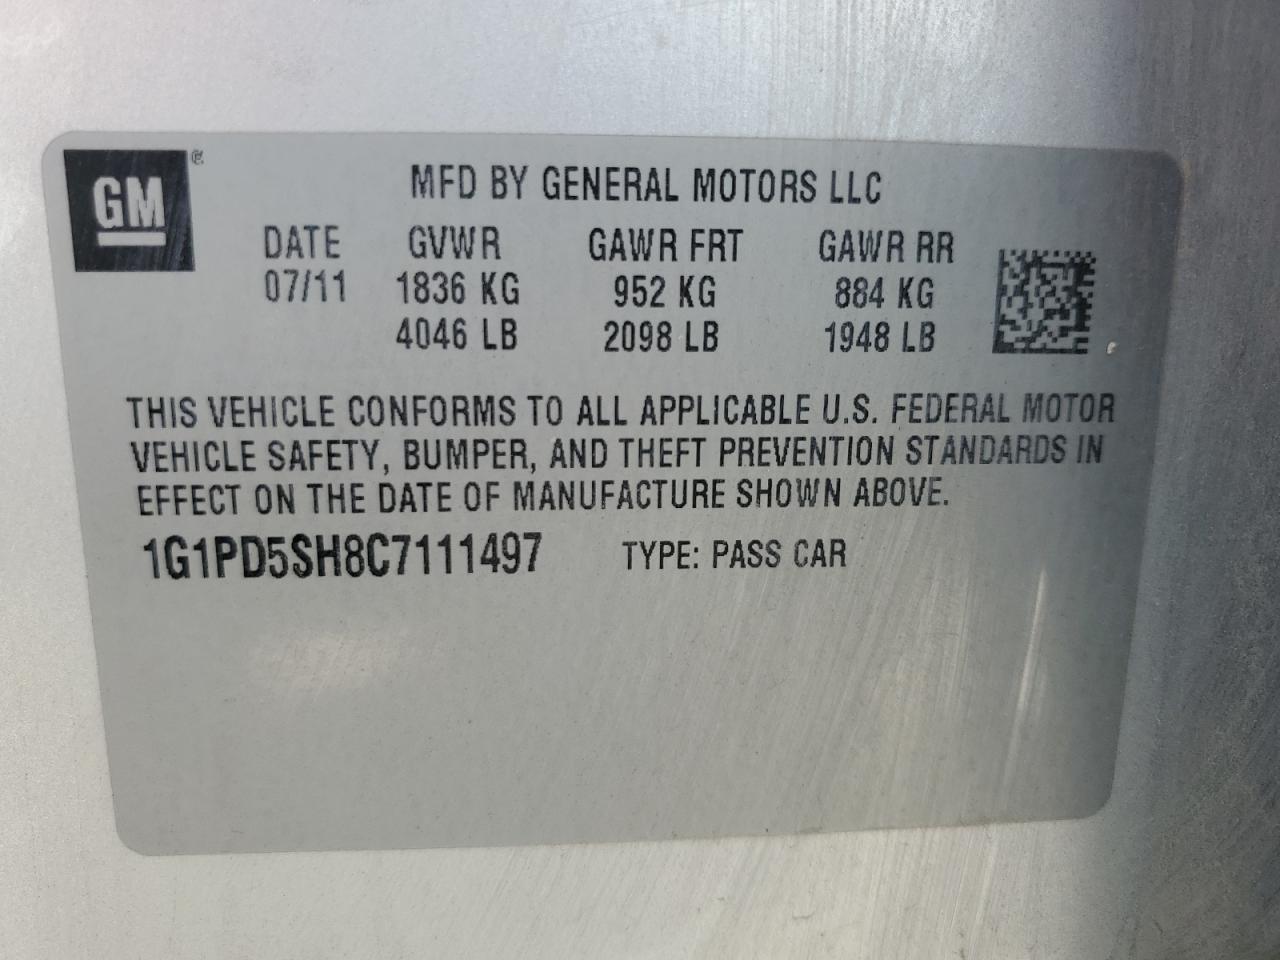 GM®
MFD BY GENERAL MOTORS LLC
DATE GVWR GAWR FRT GAWR RR
07/11 1836 KG 952 KG 884 KG
4046 LB 2098 LB 1948 LB
THIS VEHICLE CONFORMS TO ALL APPLICABLE U.S. FEDERAL MOTOR
VEHICLE SAFETY, BUMPER, AND THEFT PREVENTION STANDARDS IN
EFFECT ON THE DATE OF MANUFACTURE SHOWN ABOVE.
1G1PD5SH8C7111497 TYPE: PASS CAR